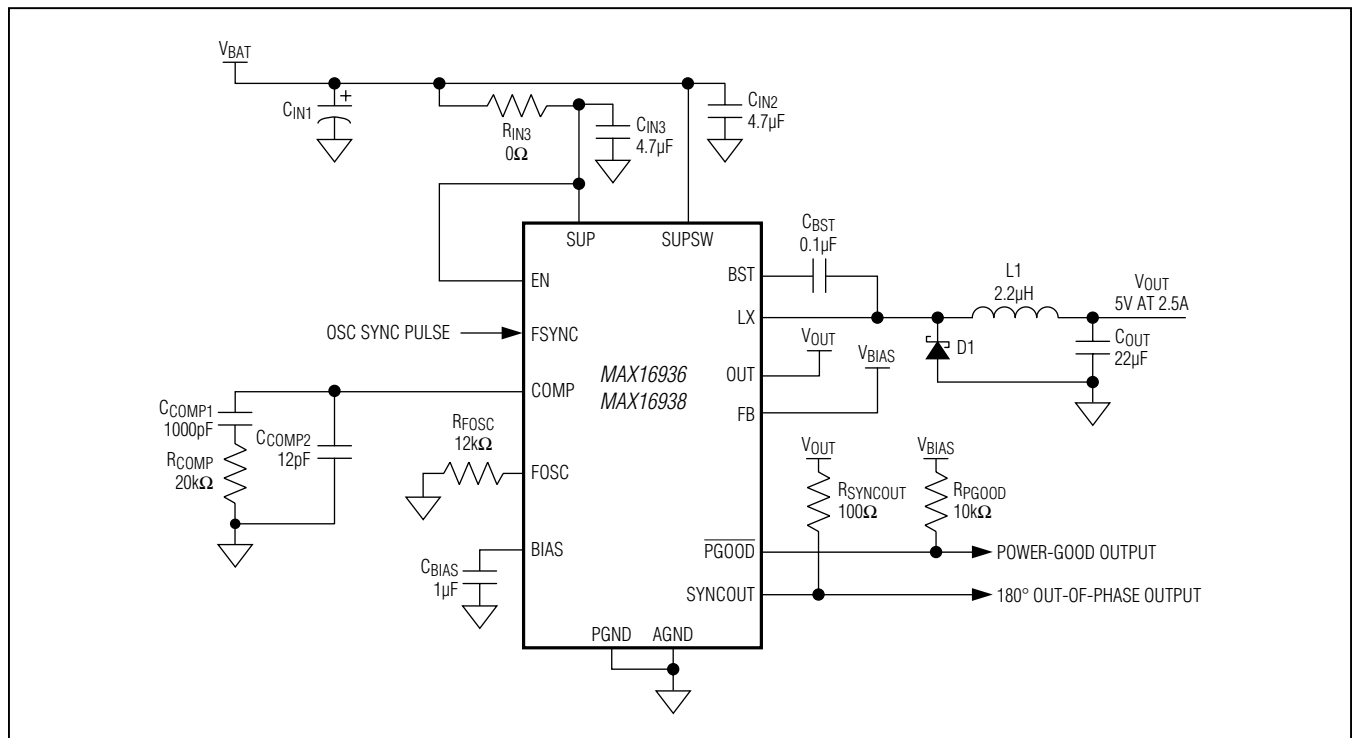 VBAT
CIN1
+
RIN3
0Ω
CIN3
4.7µF
CIN2
4.7µF
SUP
SUPSW
EN
OSC SYNC PULSE
FSYNC
COMP
CCOMP1
1000pF
RCOMP
20kΩ
CCOMP2
12pF
RFOSC
12kΩ
FOSC
BIAS
CBIAS
1µF
MAX16936
MAX16938
PGND
AGND
BST
CBST
0.1µF
LX
L1
2.2µH
VOUT
5V AT 2.5A
D1
COUT
22µF
OUT
VOUT
FB
VBIAS
VOUT
RSYNCOUT
100Ω
VBIAS
RPGOOD
10kΩ
PGOOD
POWER-GOOD OUTPUT
SYNCOUT
180° OUT-OF-PHASE OUTPUT